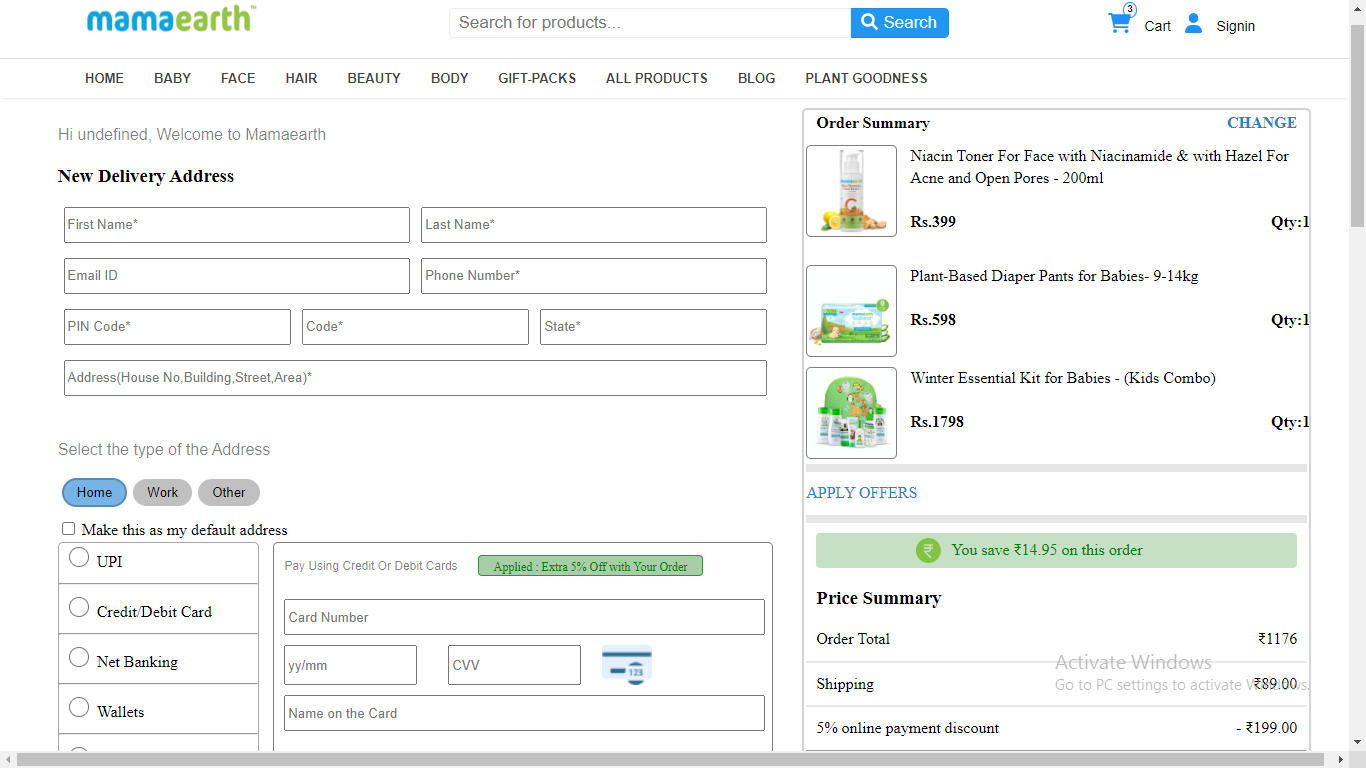 mamaearth™
Search for products...
Search
3
Cart
Signin
HOME BABY FACE HAIR BEAUTY BODY GIFT-PACKS ALL PRODUCTS BLOG PLANT GOODNESS
Hi undefined, Welcome to Mamaearth
New Delivery Address
First Name*
Last Name*
Email ID
Phone Number*
PIN Code*
Code*
State*
Address(House No,Building,Street,Area)*
Select the type of the Address
Home Work Other
Make this as my default address
UPI
Credit/Debit Card
Net Banking
Wallets
Pay Using Credit Or Debit Cards
Applied : Extra 5% Off with Your Order
Card Number
yy/mm
CVV
123
Name on the Card
Order Summary
CHANGE
mamaearth
C
Niacin Toner For Face with Niacinamide & with Hazel For
Acne and Open Pores - 200ml
Rs.399
Qty:1
mamaearth
Plant-Based Diaper Pants for Babies- 9-14kg
Rs.598
Qty:1
Winter Essential Kit for Babies - (Kids Combo)
Rs.1798
Qty:1
APPLY OFFERS
₹
You save ₹14.95 on this order
Price Summary
Order Total
₹1176
Shipping
₹89.00
5% online payment discount
- ₹199.00
Activate Windows
Go to PC settings to activate Windows.